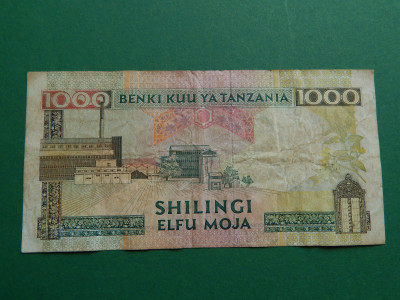 1000 BENKI KUU YA TANZANIA 1000
SHILINGI
ELFU MOJA